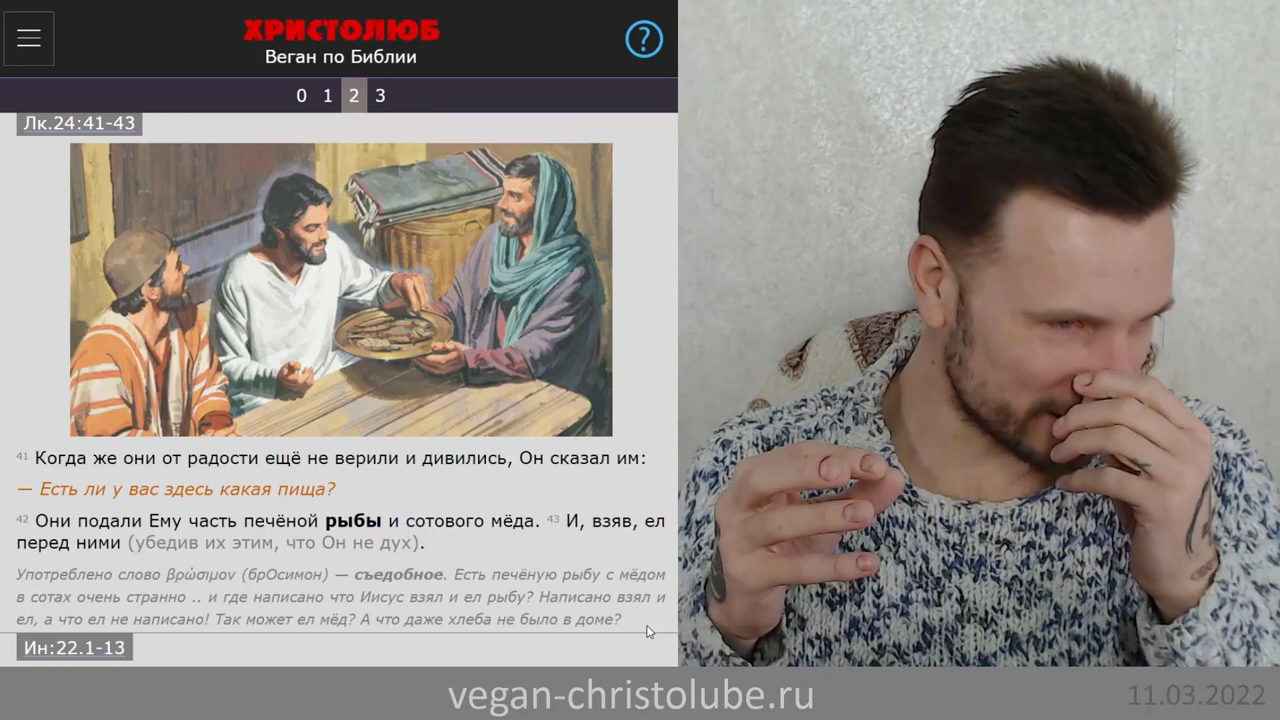 ХРИСТОЛЮБ
Веган по Библии
?
0 1 2 3
Лк.24:41-43
41 Когда же они от радости ещё не верили и дивились, Он сказал им:
— Есть ли у вас здесь какая пища?
42 Они подали Ему часть печёной рыбы и сотового мёда. 43 И, взяв, ел
перед ними (убедив их этим, что Он не дух).
Употреблено слово βρώσιμον (брОсимон) — съедобное. Есть печёную рыбу с мёдом
в сотах очень странно .. и где написано что Иисус взял и ел рыбу? Написано взял и
ел, а что ел не написано! Так может ел мёд? А что даже хлеба не было в доме?
Ин:22.1-13
vegan-christolube.ru
11.03.2022